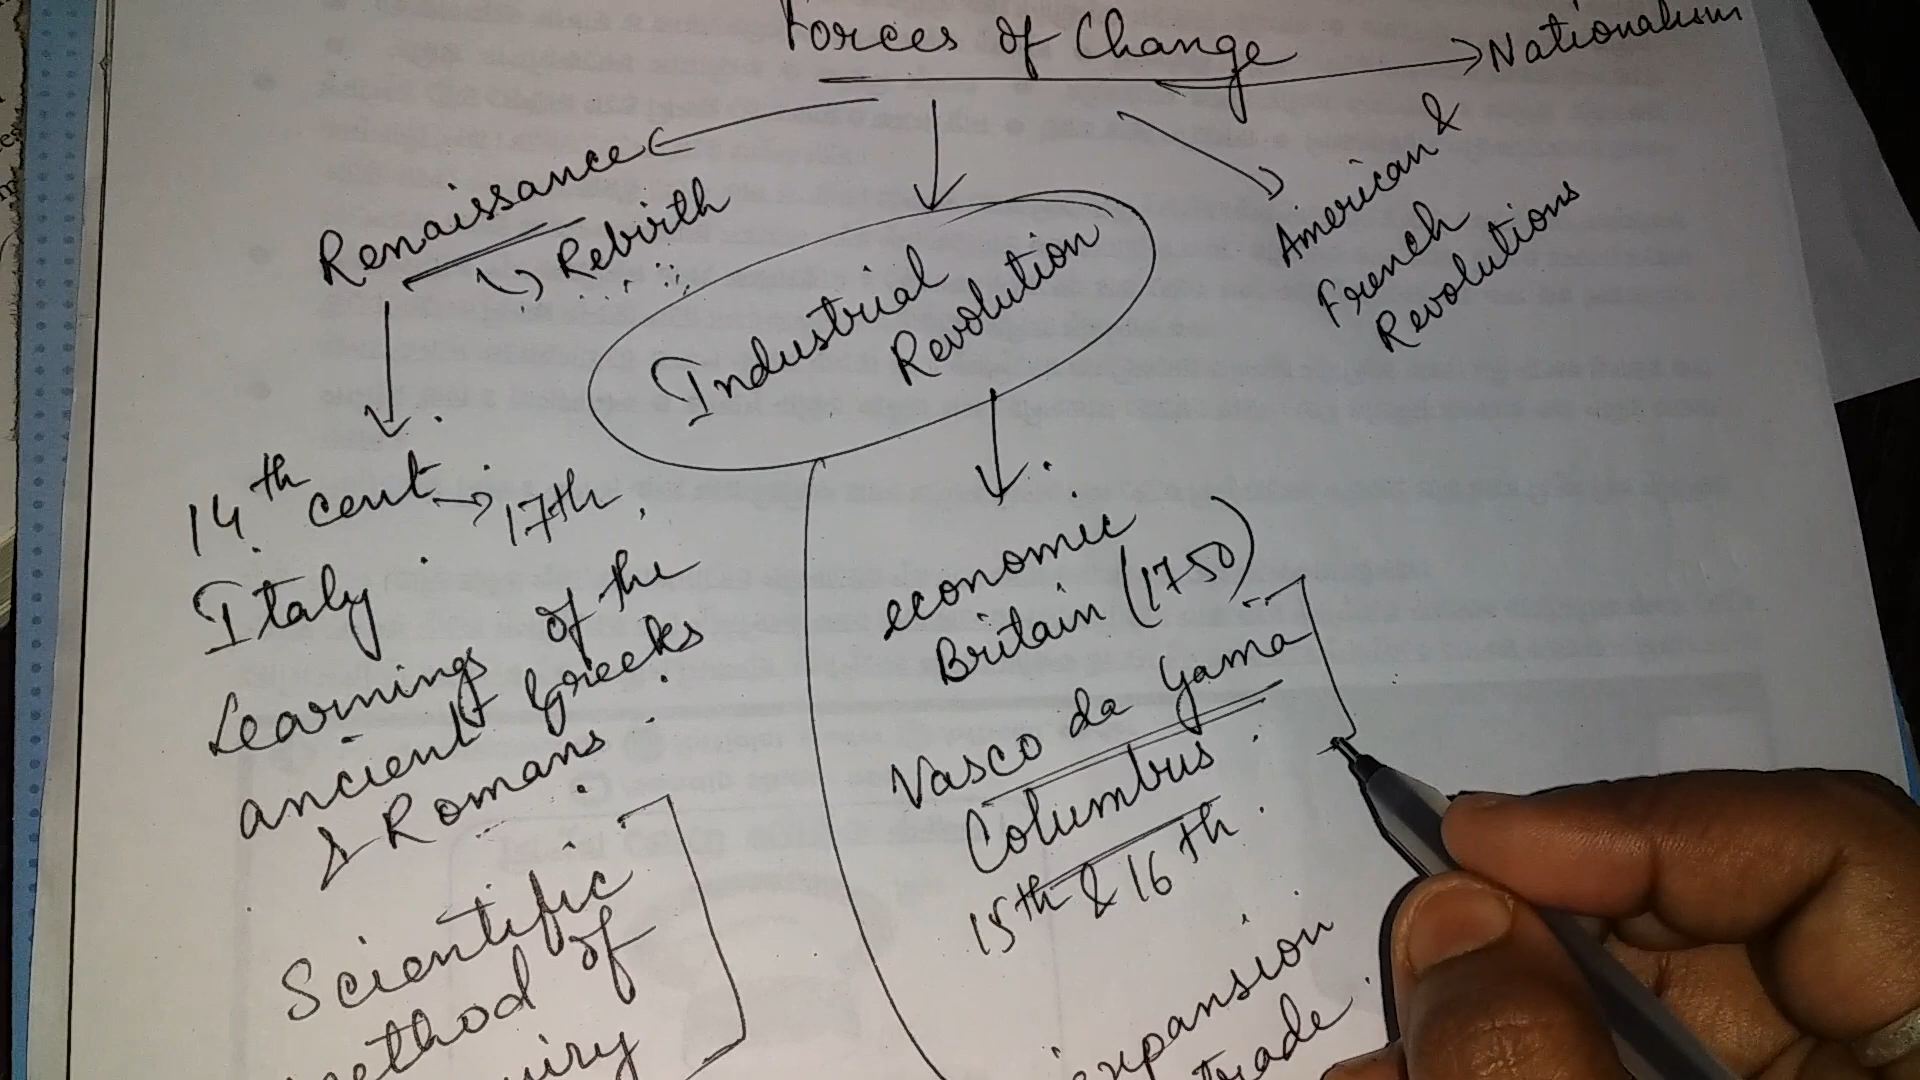 Forces of Change
Nationalism
Renaissance
Rebirth
Industrial
Revolution
American &
French
Revolutions
14th cent → 17th.
Italy.
Learnings of the
ancient Greeks
& Romans.
Scientific
method of
economic
Britain (1750)
Vasco da Gama
Columbus.
15th & 16th.
expansion
trade.